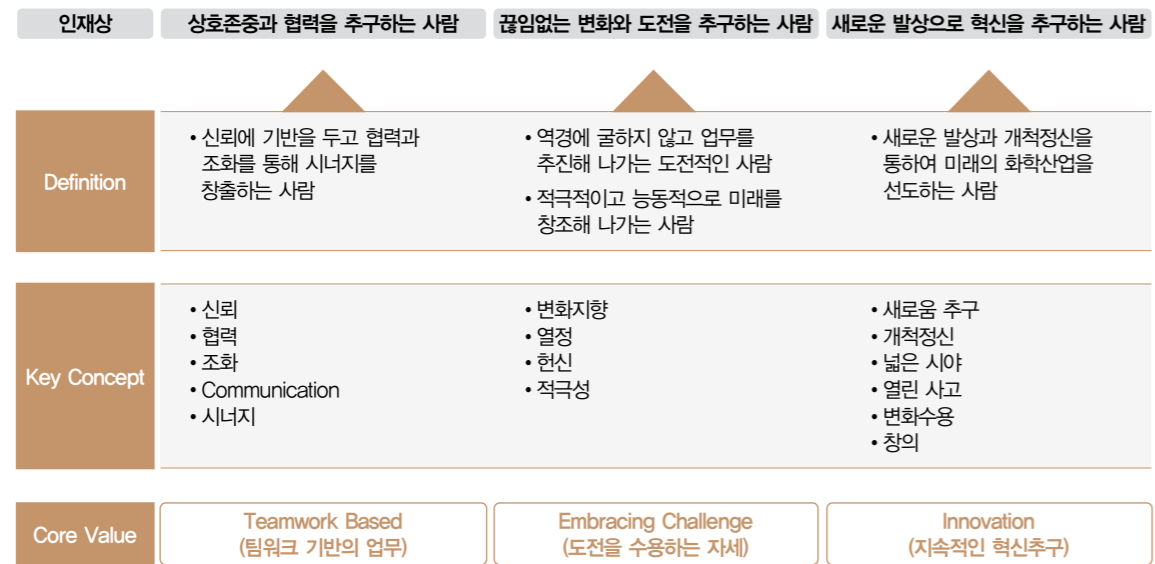 인재상
상호존중과 협력을 추구하는 사람
끊임없는 변화와 도전을 추구하는 사람
새로운 발상으로 혁신을 추구하는 사람
Definition
• 신뢰에 기반을 두고 협력과
조화를 통해 시너지를
창출하는 사람
• 역경에 굴하지 않고 업무를
추진해 나가는 도전적인 사람
• 적극적이고 능동적으로 미래를
창조해 나가는 사람
• 새로운 발상과 개척정신을
통하여 미래의 화학산업을
선도하는 사람
Key Concept
• 신뢰
• 협력
• 조화
• Communication
• 시너지
• 변화지향
• 열정
• 헌신
• 적극성
• 새로움 추구
• 개척정신
• 넓은 시야
• 열린 사고
• 변화수용
• 창의
Core Value
Teamwork Based
(팀워크 기반의 업무)
Embracing Challenge
(도전을 수용하는 자세)
Innovation
(지속적인 혁신추구)